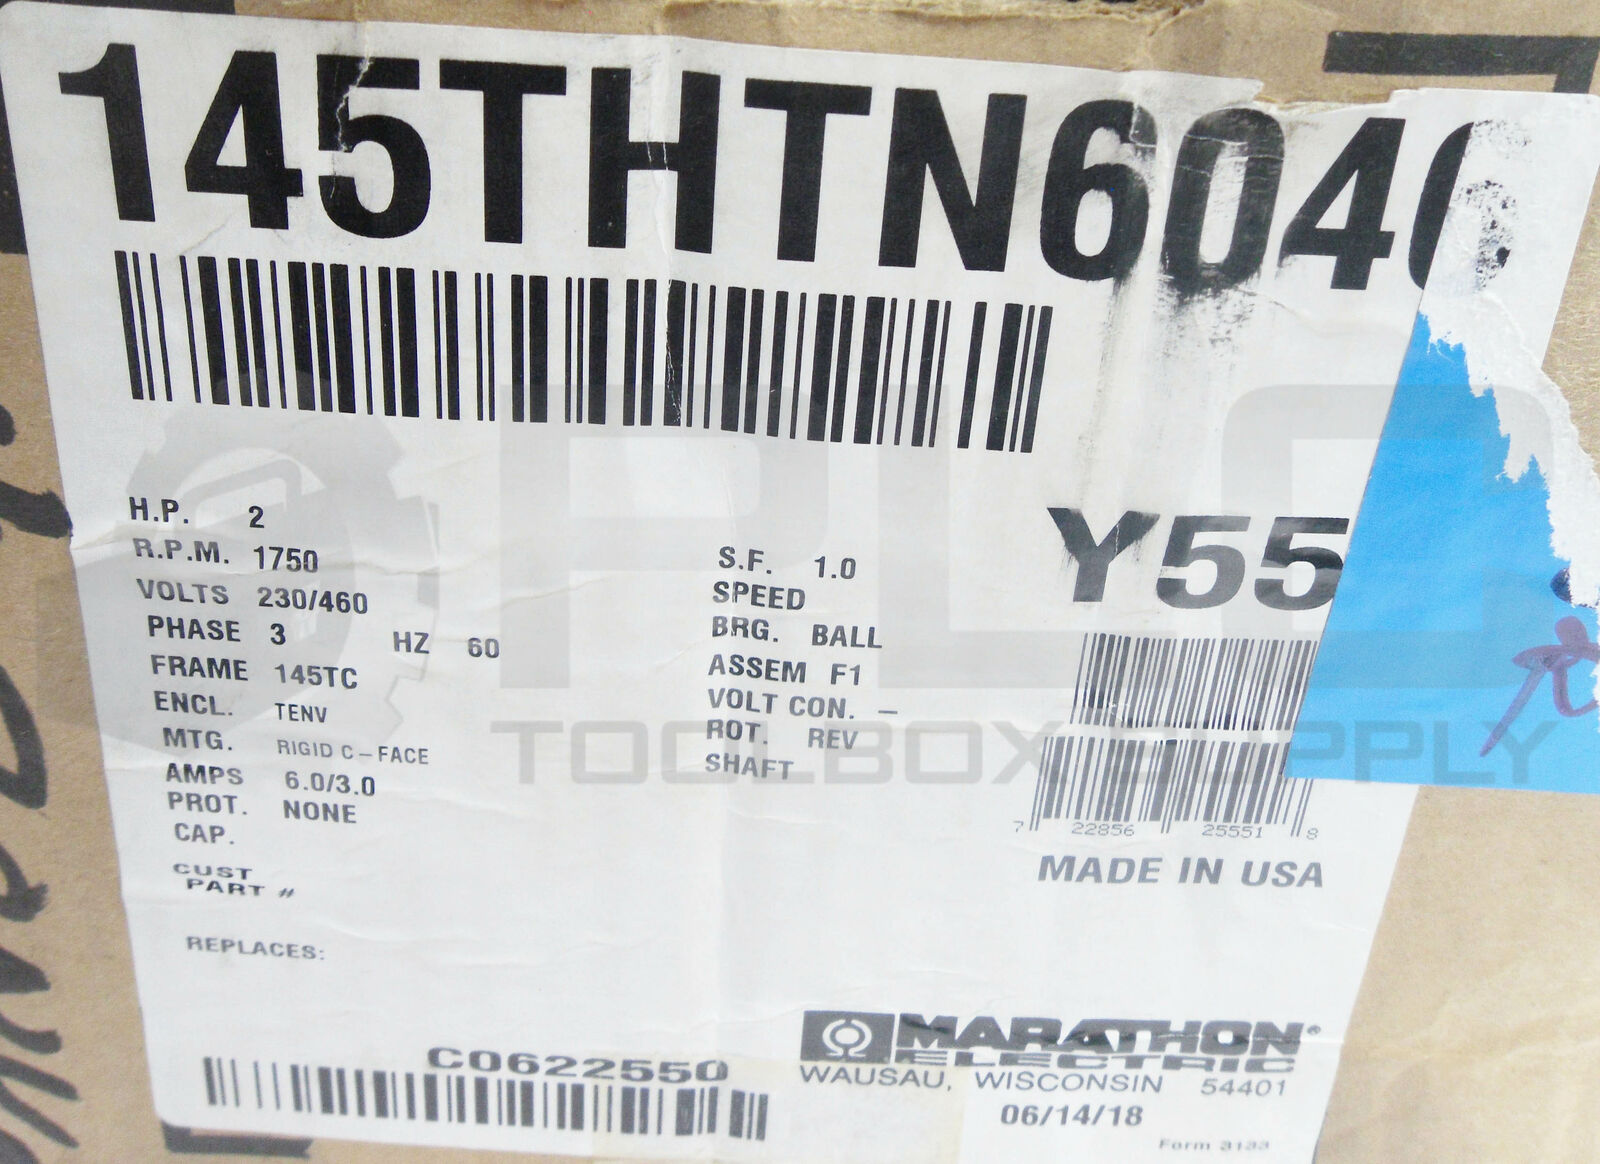 145THTN604
H.P. 2
R.P.M. 1750
VOLTS 230/460
PHASE 3 HZ 60
FRAME 145TC
ENCL. TENV
MTG. RIGID C-FACE
AMPS 6.0/3.0
PROT. NONE
CAP.
CUST
PART #
REPLACES:
S.F. 1.0
SPEED
BRG. BALL
ASSEM F1
VOLT CON. -
ROT. REV
SHAFT
Y55
7 22856 25551 8
MADE IN USA
PLC
TOOLBOX SUPPLY
C0622550
MARATHON®
ELECTRIC
WAUSAU, WISCONSIN 54401
06/14/18
Form 3133